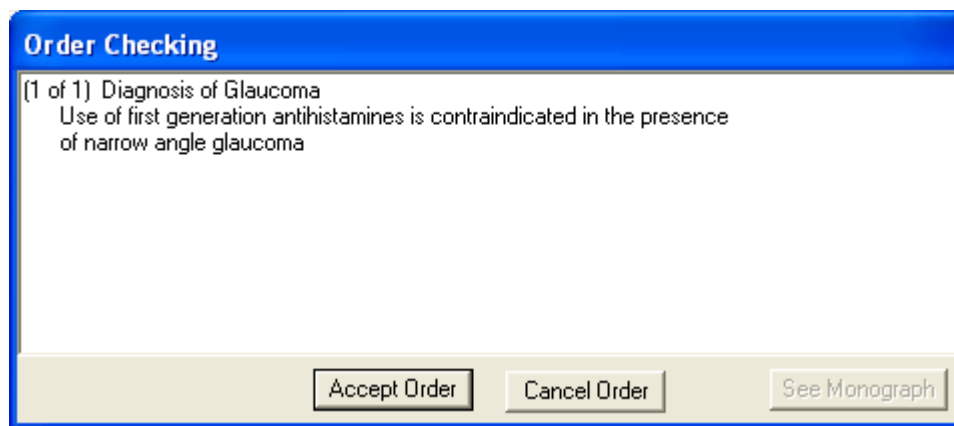 Order Checking
(1 of 1) Diagnosis of Glaucoma
Use of first generation antihistamines is contraindicated in the presence
of narrow angle glaucoma
Accept Order
Cancel Order
See Monograph